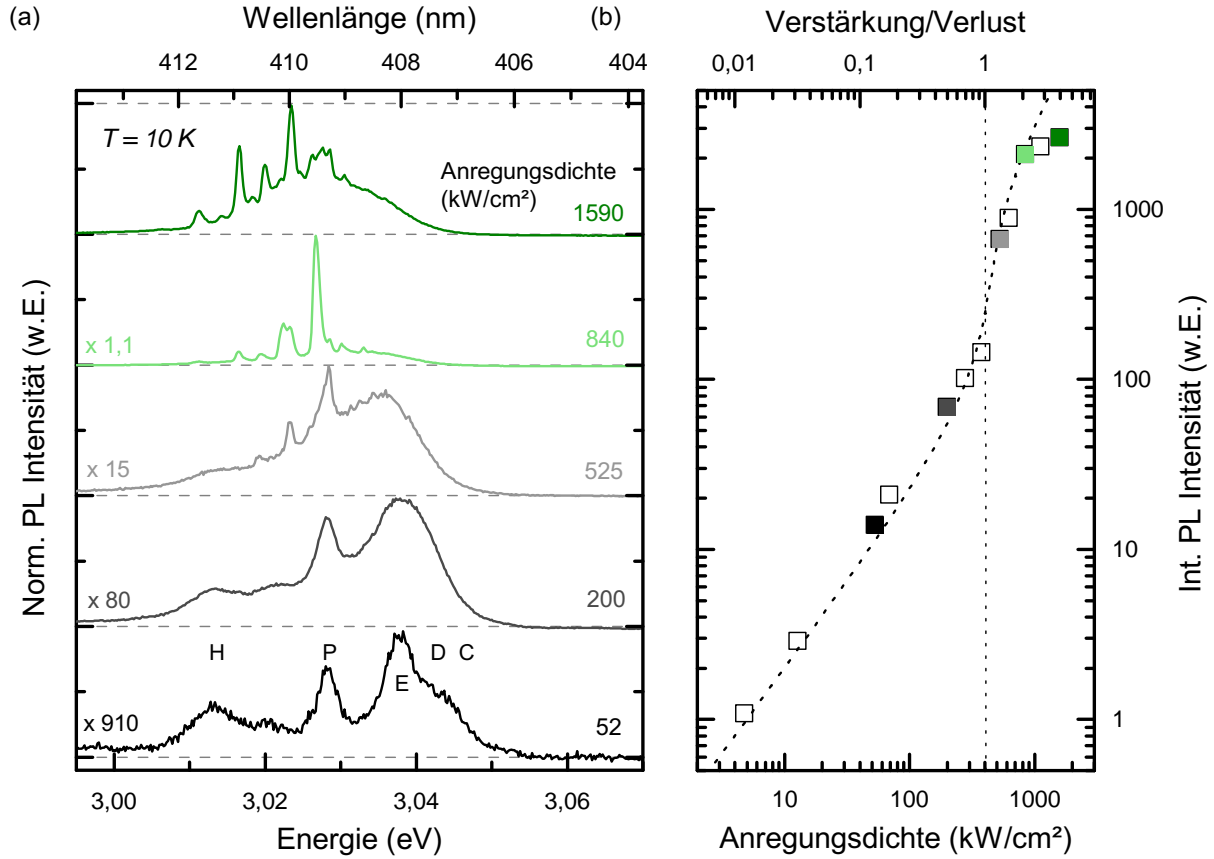 (a)
Wellenlänge (nm)
412 410 408 406 404
T = 10 K
Anregungsdichte
(kW/cm²)
1590
x 1,1
840
x 15
525
x 80
200
H P D C
E
x 910
52
Norm. PL Intensität (w.E.)
3,00 3,02 3,04 3,06
Energie (eV)
(b)
Verstärkung/Verlust
0,01 0,1 1
1000
100
10
1
Int. PL Intensität (w.E.)
10 100 1000
Anregungsdichte (kW/cm²)